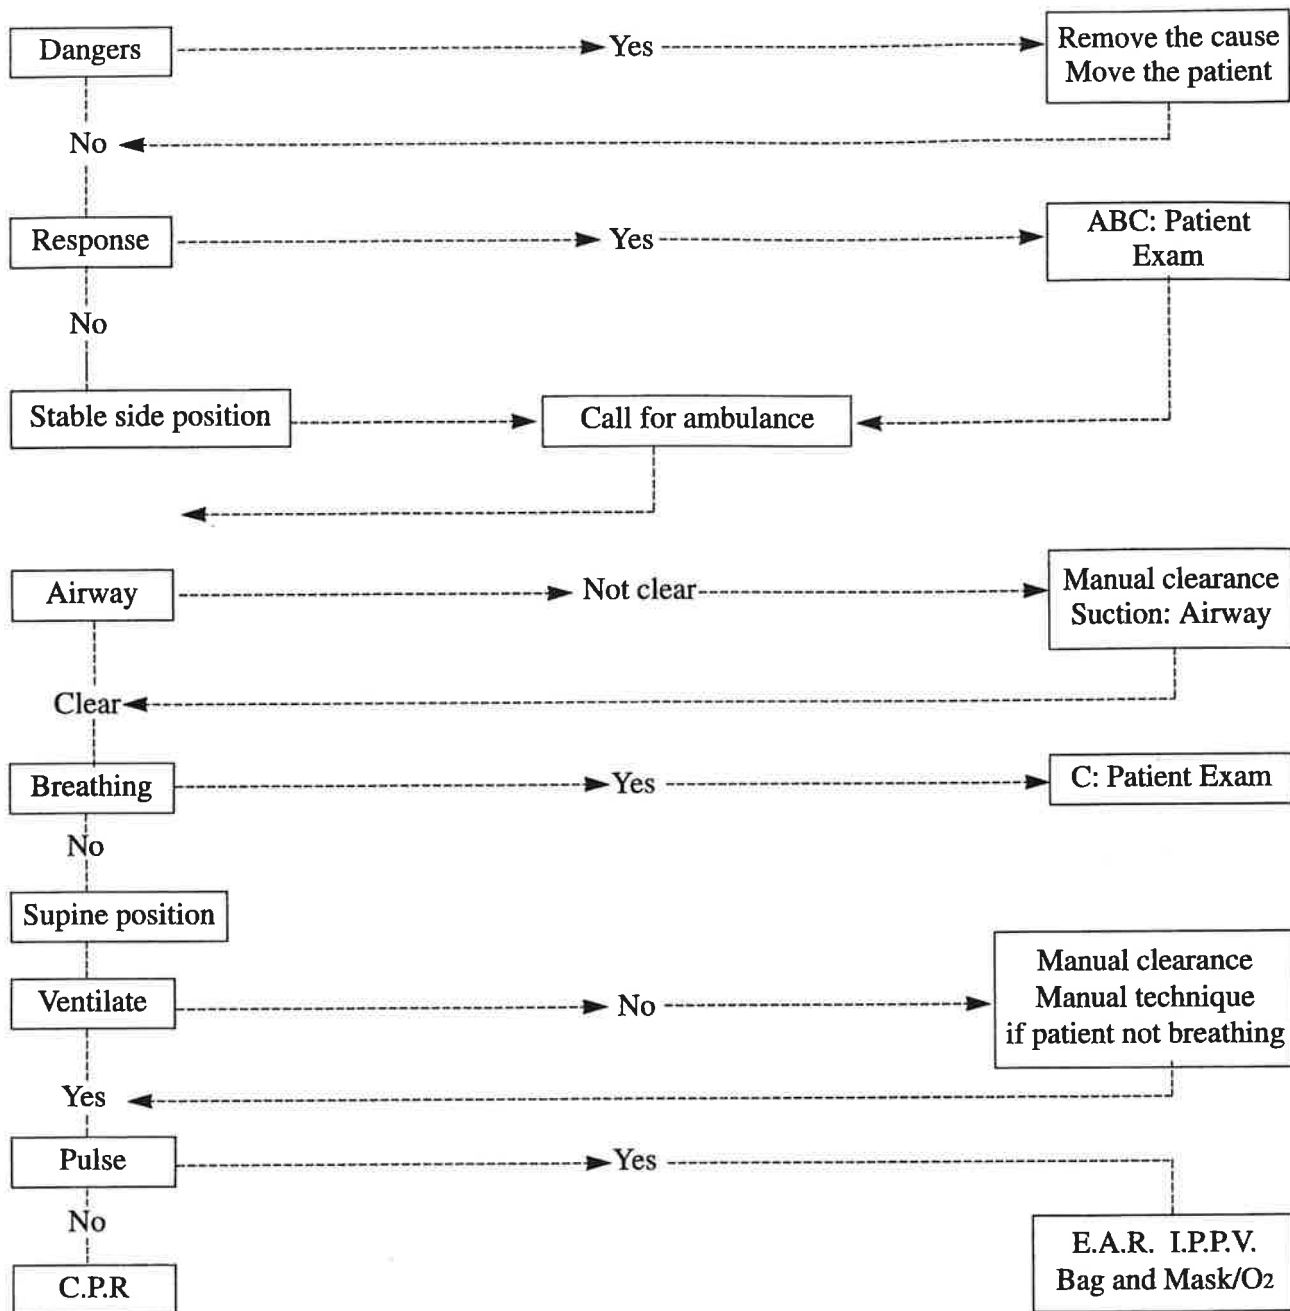 Dangers
Yes
Remove the cause
Move the patient
No
Response
Yes
ABC: Patient
Exam
No
Stable side position
Call for ambulance
Airway
Not clear
Manual clearance
Suction: Airway
Clear
Breathing
Yes
C: Patient Exam
No
Supine position
Ventilate
No
Manual clearance
Manual technique
if patient not breathing
Yes
Pulse
Yes
No
E.A.R. I.P.P.V.
Bag and Mask/O2
C.P.R